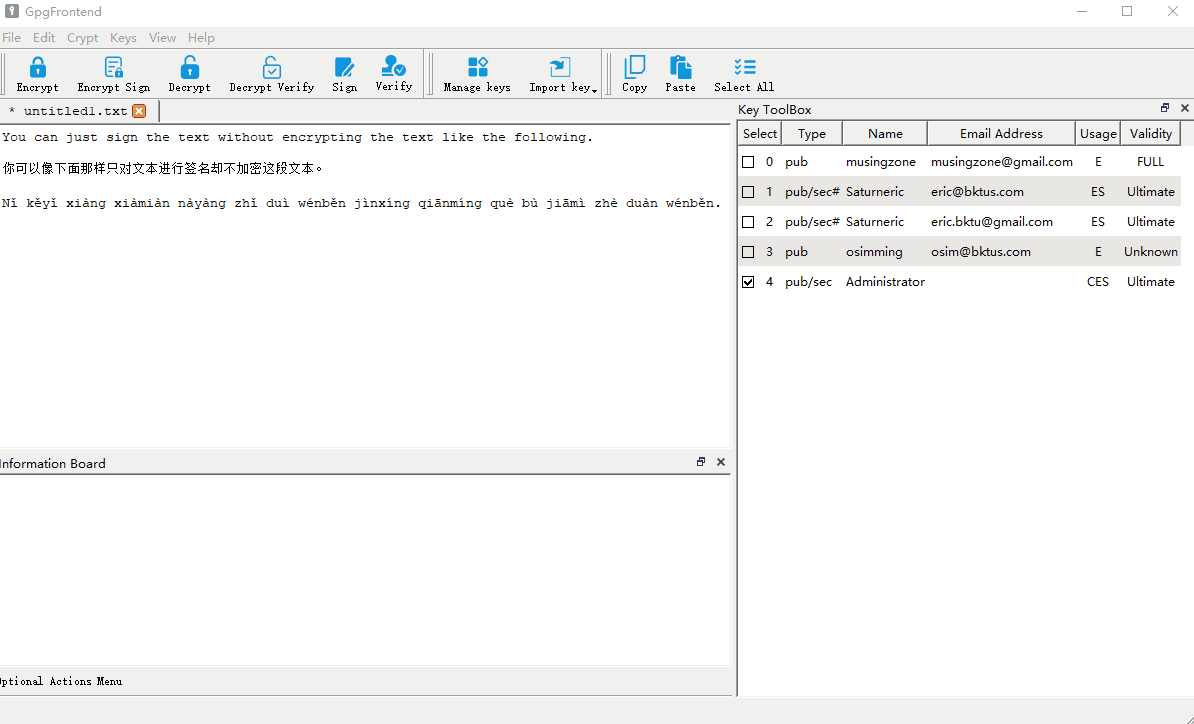 GpgFrontend
File Edit Crypt Keys View Help
Encrypt Encrypt Sign Decrypt Decrypt Verify Sign Verify Manage keys Import key Copy Paste Select All
* untitled1.txt
You can just sign the text without encrypting the text like the following.
你可以像下面那样只对文本进行签名却不加密这段文本。
Nǐ kěyǐ xiàng xiàmiàn nàyàng zhǐ duì wénběn jìnxíng qiānmíng què bù jiāmì zhè duàn wénběn.
Information Board
Optional Actions Menu
Key ToolBox
Select Type Name Email Address Usage Validity
0 pub musingzone musingzone@gmail.com E FULL
1 pub/sec# Saturneric eric@bktus.com ES Ultimate
2 pub/sec# Saturneric eric.bktu@gmail.com ES Ultimate
3 pub osimming osim@bktus.com E Unknown
4 pub/sec Administrator CES Ultimate